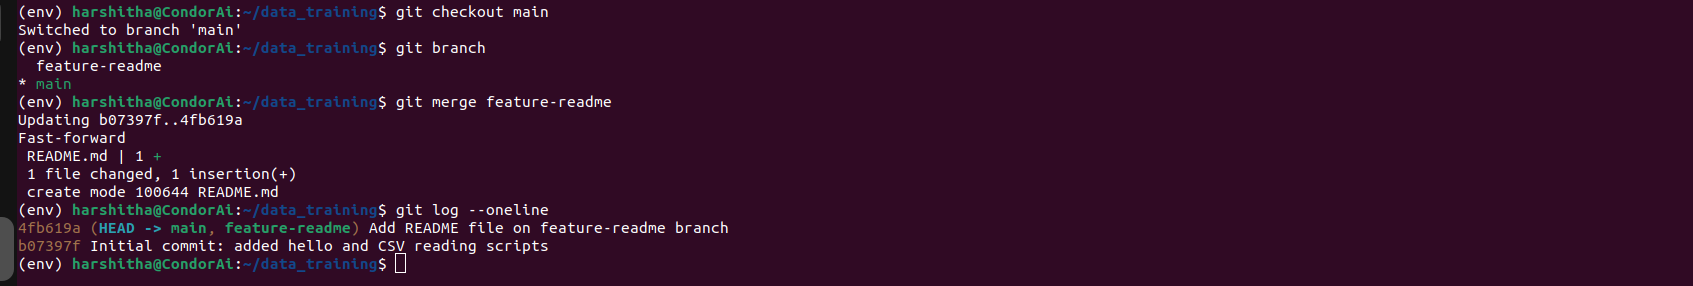 (env) harshitha@CondorAi:~/data_training$ git checkout main
Switched to branch 'main'
(env) harshitha@CondorAi:~/data_training$ git branch
  feature-readme
* main
(env) harshitha@CondorAi:~/data_training$ git merge feature-readme
Updating b07397f..4fb619a
Fast-forward
 README.md | 1 +
 1 file changed, 1 insertion(+)
 create mode 100644 README.md
(env) harshitha@CondorAi:~/data_training$ git log --oneline
4fb619a (HEAD -> main, feature-readme) Add README file on feature-readme branch
b07397f Initial commit: added hello and CSV reading scripts
(env) harshitha@CondorAi:~/data_training$